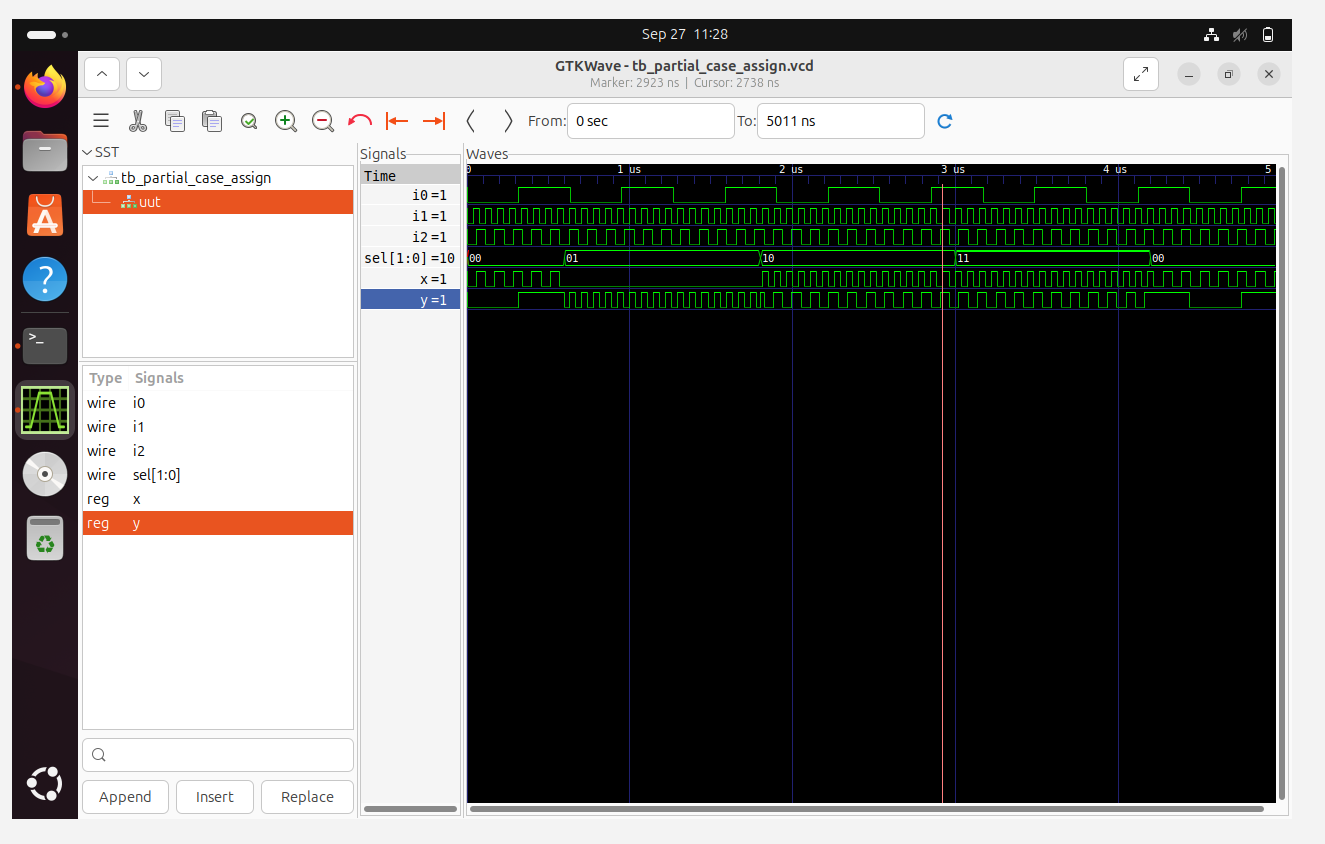 Sep 27 11:28
GTKWave - tb_partial_case_assign.vcd
Marker: 2923 ns | Cursor: 2738 ns
From: 0 sec To: 5011 ns
SST
tb_partial_case_assign
uut
Type Signals
wire i0
wire i1
wire i2
wire sel[1:0]
reg x
reg y
Append Insert Replace
Signals
Time
i0=1
i1=1
i2=1
sel[1:0]=10
x=1
y=1
Waves
0 1 us 2 us 3 us 4 us 5
00 01 10 11 00